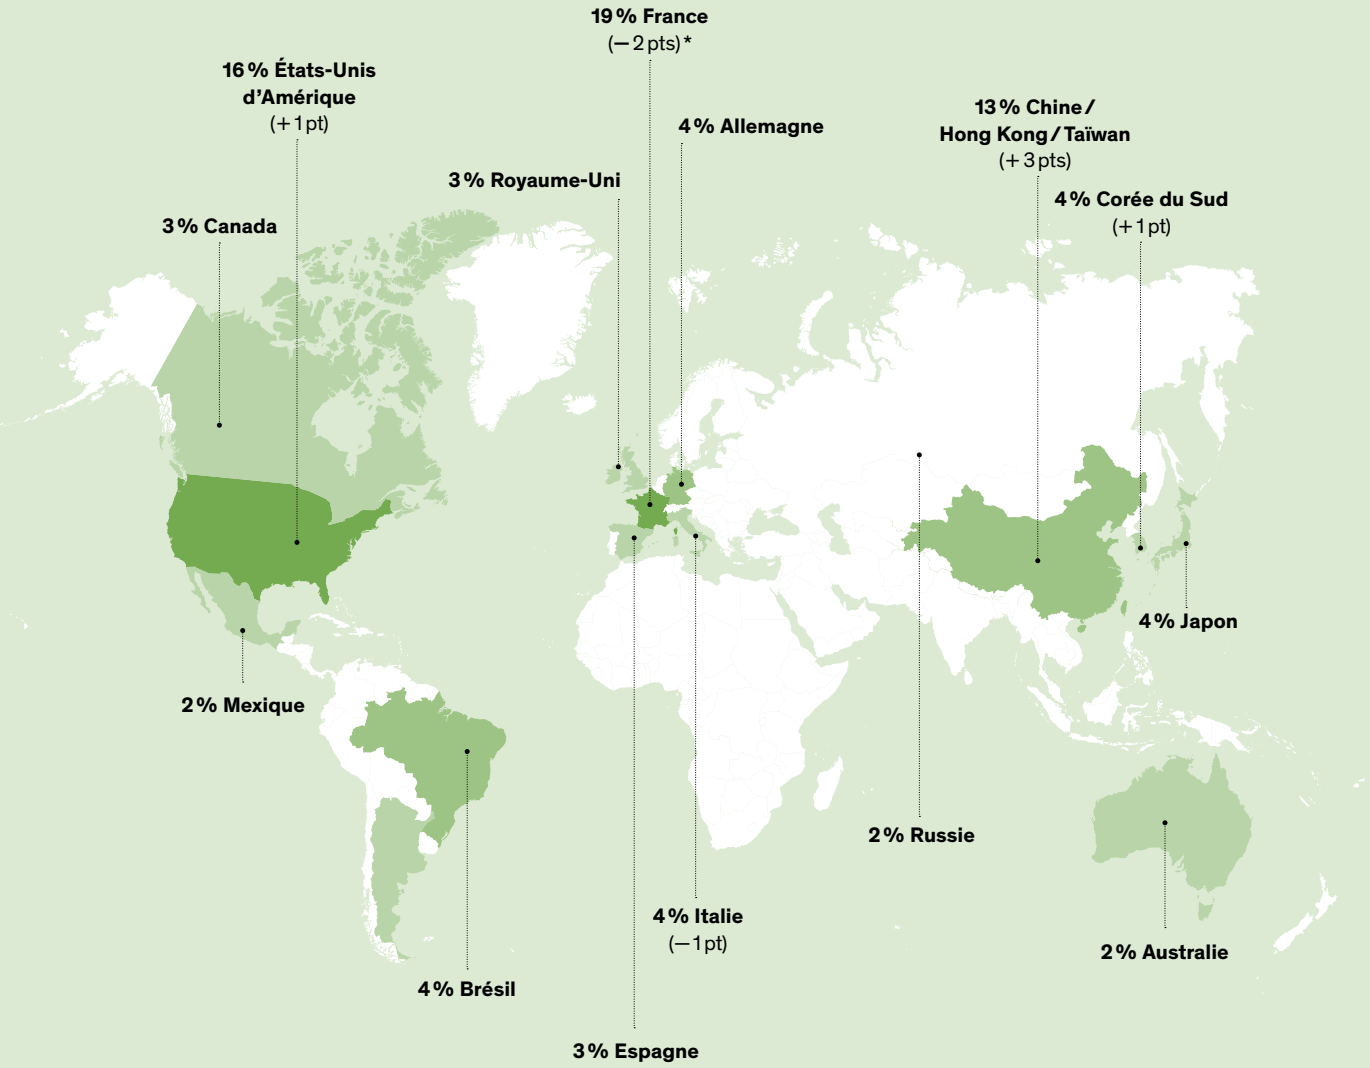 19 % France
(— 2 pts) *
16 % États-Unis
d’Amérique
(+ 1 pt)
13 % Chine /
Hong Kong / Taïwan
(+ 3 pts)
4 % Allemagne
3 % Royaume-Uni
4 % Corée du Sud
(+ 1 pt)
3 % Canada
4 % Japon
2 % Mexique
2 % Russie
4 % Italie
(— 1 pt)
2 % Australie
4 % Brésil
3 % Espagne